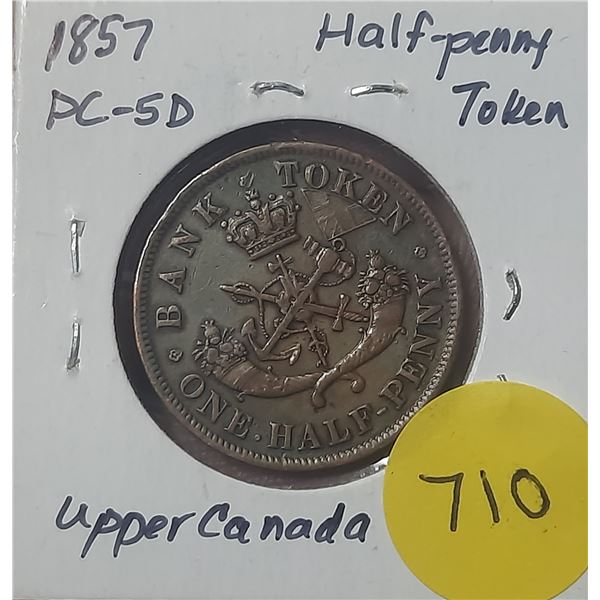 1857 Half-penny
PC-5D Token
BANK TOKEN
ONE.HALF-PENNY
Upper Canada
710